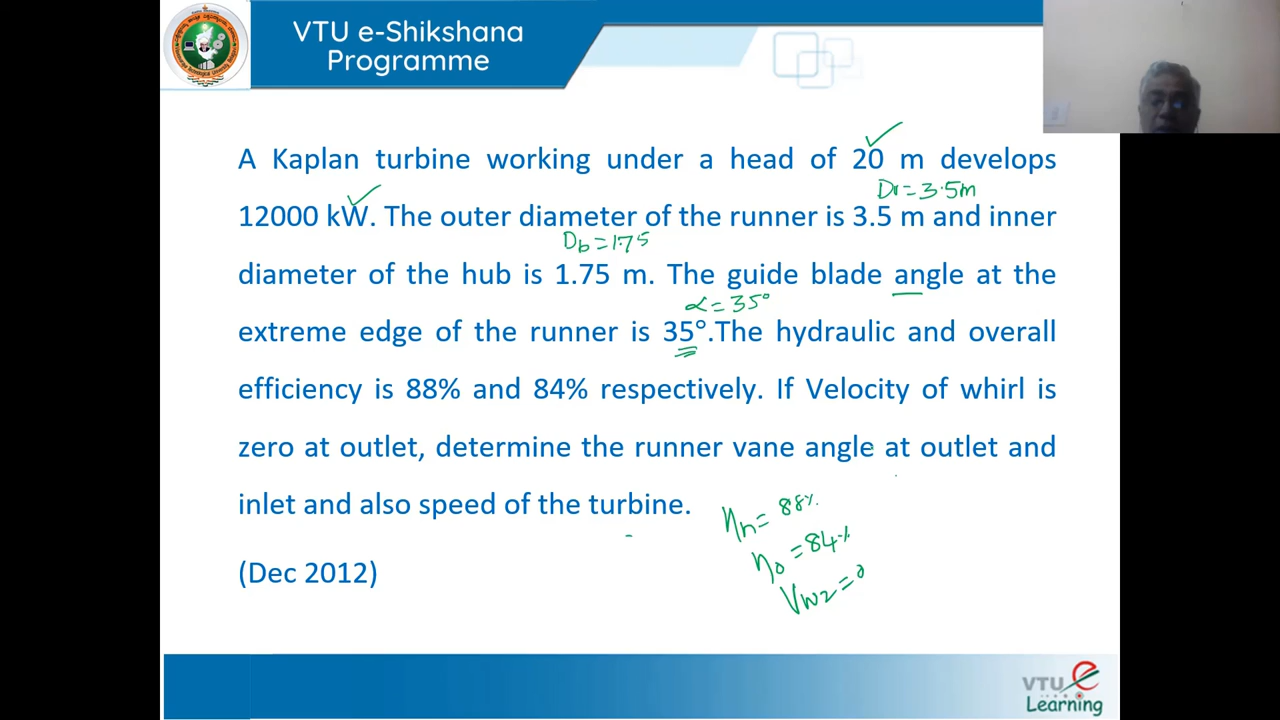 VTU e-Shikshana
Programme
A Kaplan turbine working under a head of 20 m develops
Dr = 3.5m
12000 kW. The outer diameter of the runner is 3.5 m and inner
Db = 1.75
diameter of the hub is 1.75 m. The guide blade angle at the
α = 35°
extreme edge of the runner is 35°.The hydraulic and overall
efficiency is 88% and 84% respectively. If Velocity of whirl is
zero at outlet, determine the runner vane angle at outlet and
inlet and also speed of the turbine.
ηh = 88%
ηo = 84%
(Dec 2012)
Vw2 = 0
VTU e
Learning